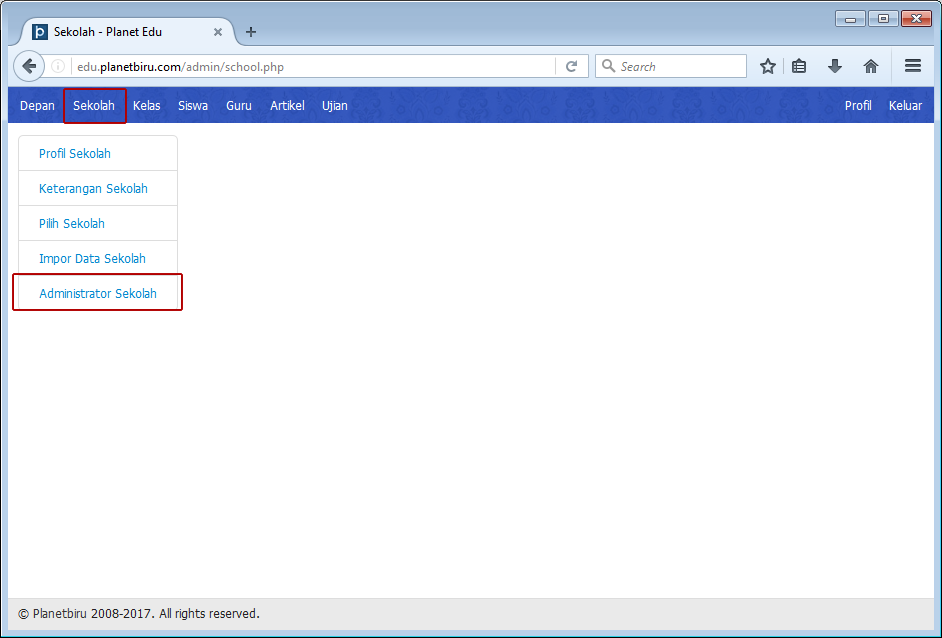 Sekolah - Planet Edu
edu.planetbiru.com/admin/school.php
Search
Depan Sekolah Kelas Siswa Guru Artikel Ujian Profil Keluar
Profil Sekolah
Keterangan Sekolah
Pilih Sekolah
Impor Data Sekolah
Administrator Sekolah
© Planetbiru 2008-2017. All rights reserved.